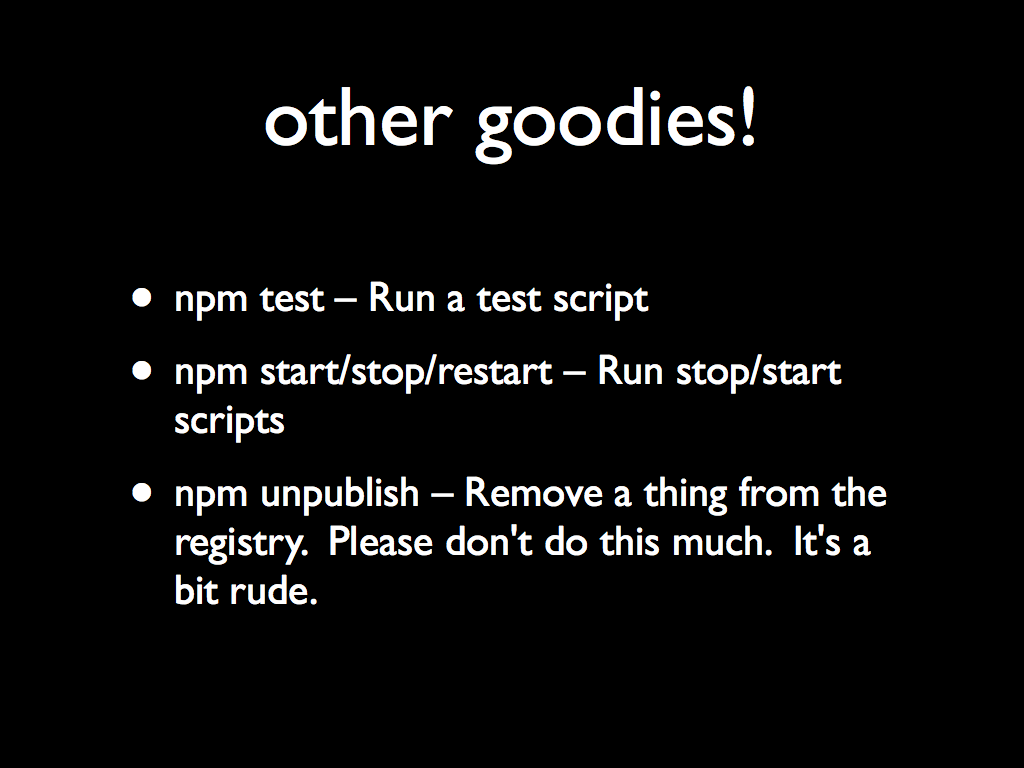 other goodies!
• npm test – Run a test script
• npm start/stop/restart – Run stop/start
scripts
• npm unpublish – Remove a thing from the
registry.  Please don't do this much.  It's a
bit rude.